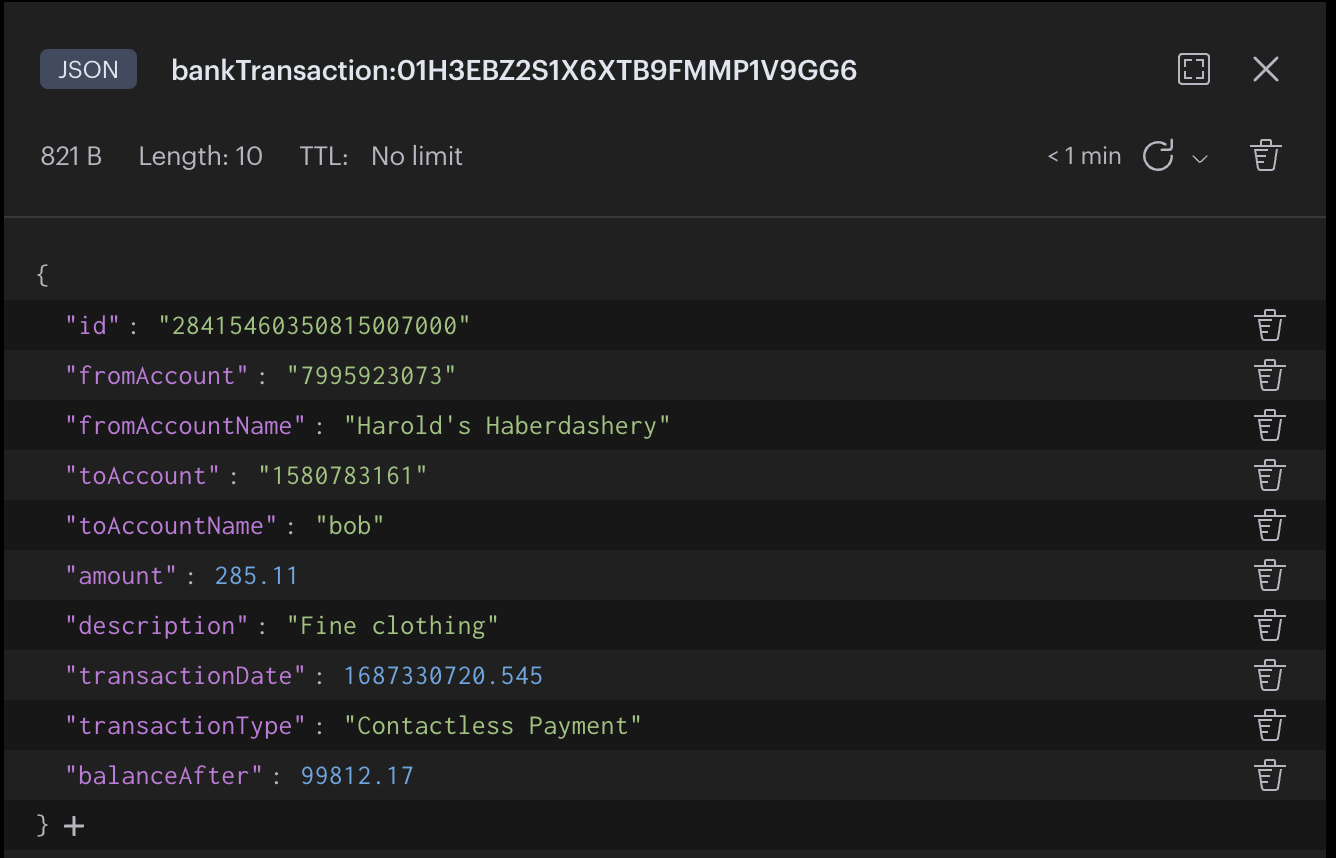 JSON bankTransaction:01H3EBZ2S1X6XTB9FMMP1V9GG6
821 B Length: 10 TTL: No limit < 1 min
{
"id" : "28415460350815007000"
"fromAccount" : "7995923073"
"fromAccountName" : "Harold's Haberdashery"
"toAccount" : "1580783161"
"toAccountName" : "bob"
"amount" : 285.11
"description" : "Fine clothing"
"transactionDate" : 1687330720.545
"transactionType" : "Contactless Payment"
"balanceAfter" : 99812.17
} +